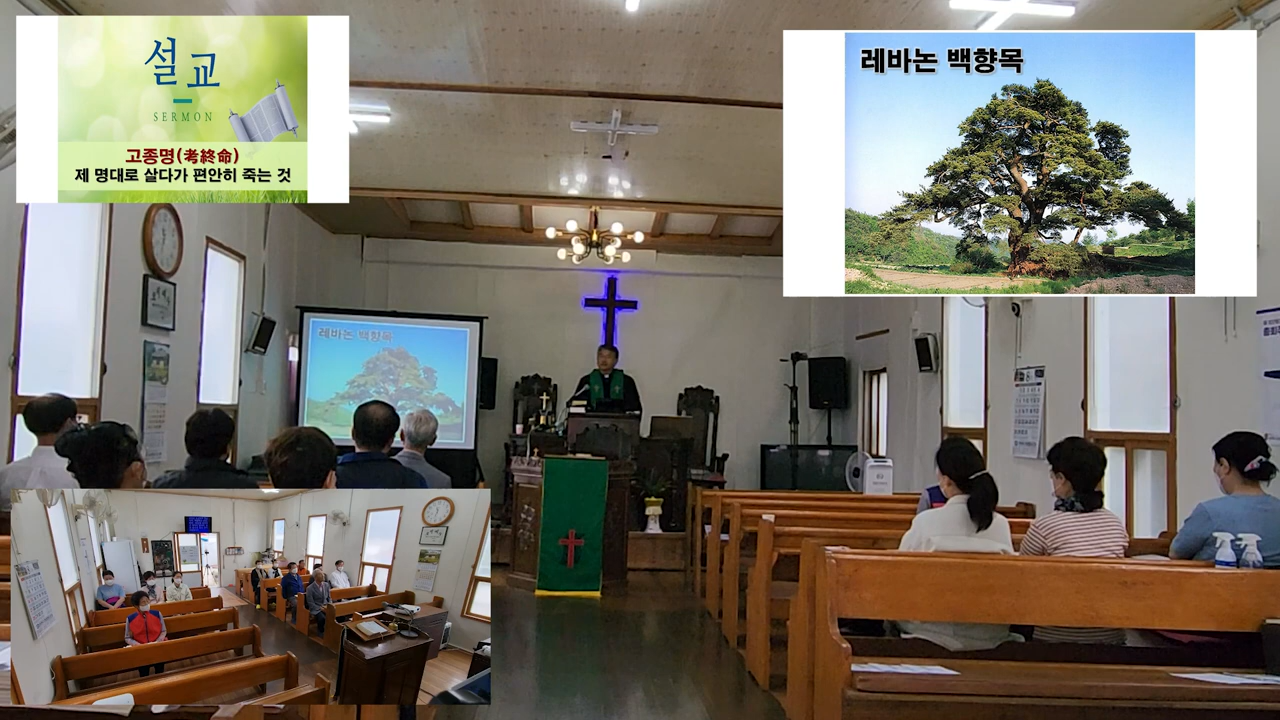 설교
SERMON
고종명(考終命)
제 명대로 살다가 편안히 죽는 것
레바논 백향목
레바논 백향목